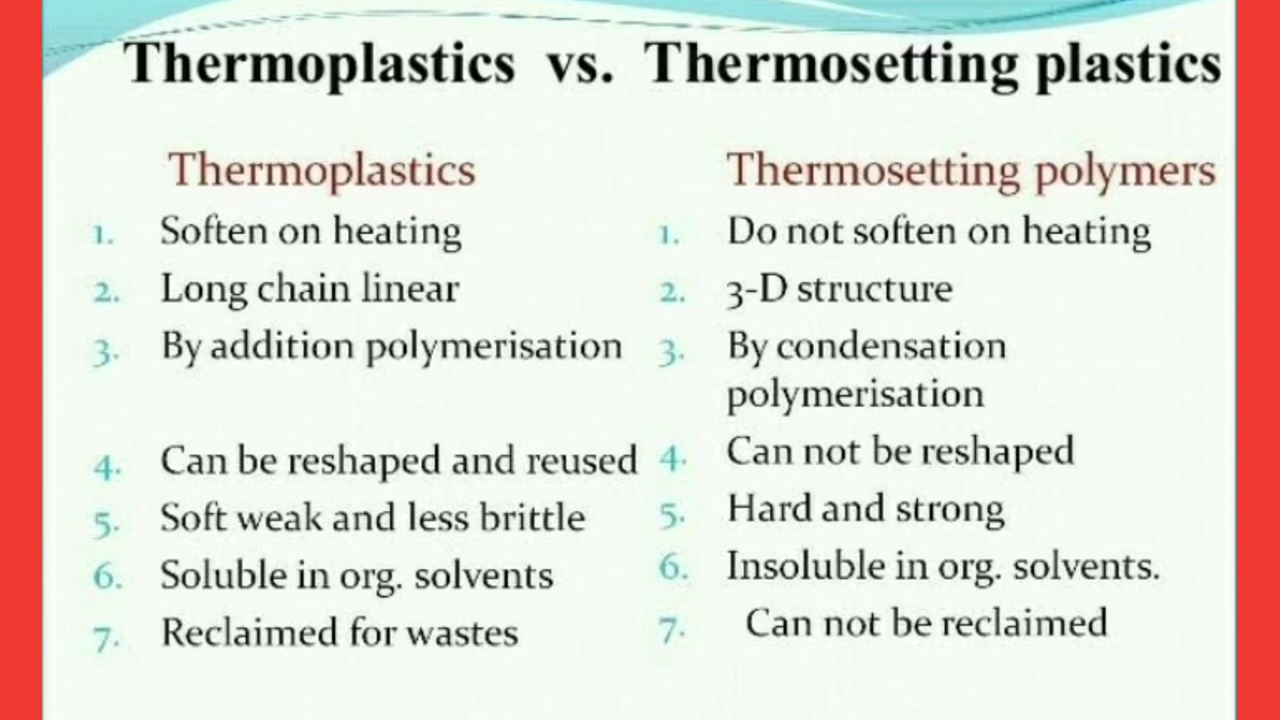 Thermoplastics vs. Thermosetting plastics
Thermoplastics
1. Soften on heating
2. Long chain linear
3. By addition polymerisation
4. Can be reshaped and reused
5. Soft weak and less brittle
6. Soluble in org. solvents
7. Reclaimed for wastes
Thermosetting polymers
1. Do not soften on heating
2. 3-D structure
3. By condensation
polymerisation
4. Can not be reshaped
5. Hard and strong
6. Insoluble in org. solvents.
7. Can not be reclaimed